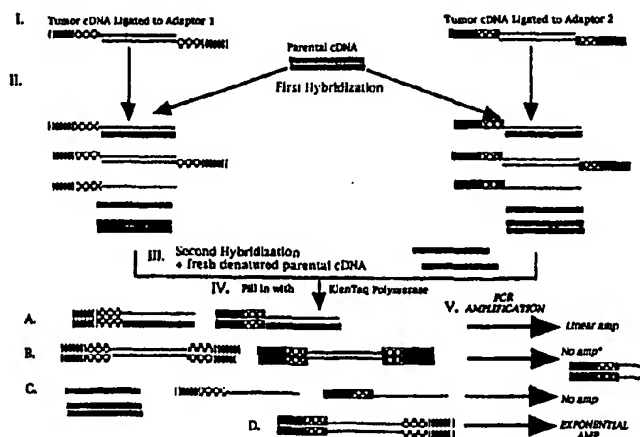 I.
Tumor cDNA Ligated to Adaptor 1
Tumor cDNA Ligated to Adaptor 2
Parental cDNA
II.
First Hybridization
III. Second Hybridization
+ fresh denatured parental cDNA
IV. Fill in with KlenTaq Polymerase
V. PCR
AMPLIFICATION
A.
Linear amp
B.
No amp*
C.
No amp
D.
EXPONENTIAL
AMP